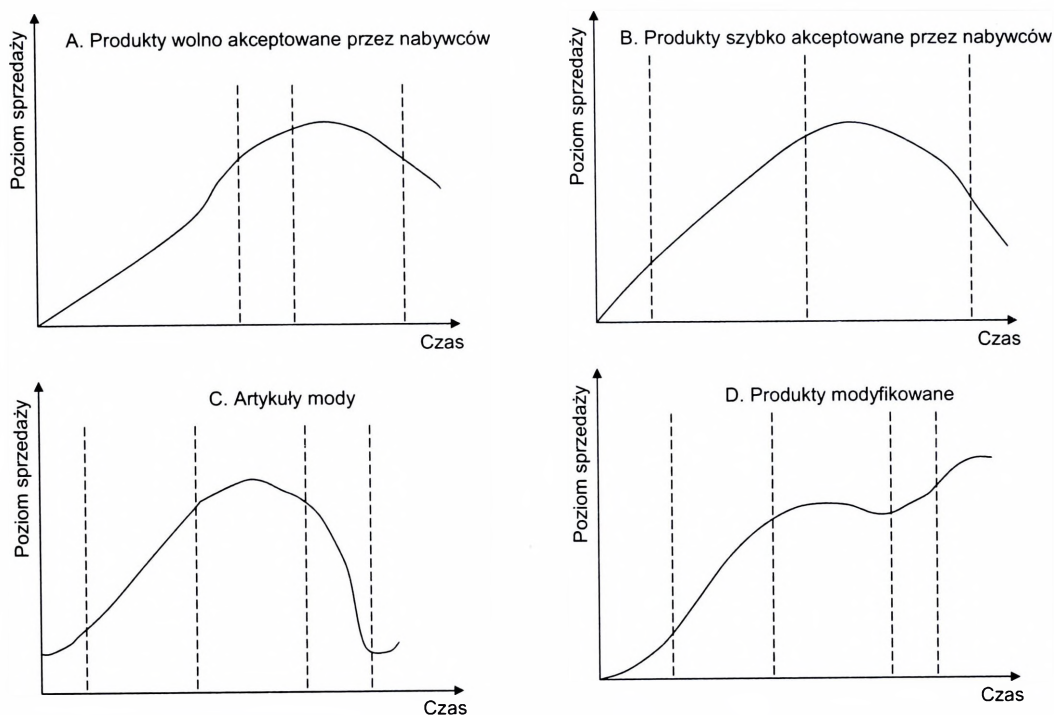 A. Produkty wolno akceptowane przez nabywców
Poziom sprzedaży
Czas
B. Produkty szybko akceptowane przez nabywców
Poziom sprzedaży
Czas
C. Artykuły mody
Poziom sprzedaży
Czas
D. Produkty modyfikowane
Poziom sprzedaży
Czas